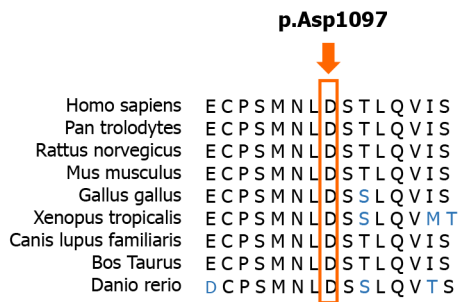 p.Asp1097
Homo sapiens E C P S M N L D S T L Q V I S
Pan trolodytes E C P S M N L D S T L Q V I S
Rattus norvegicus E C P S M N L D S T L Q V I S
Mus musculus E C P S M N L D S T L Q V I S
Gallus gallus E C P S M N L D S S L Q V I S
Xenopus tropicalis E C P S M N L D S S L Q V M T
Canis lupus familiaris E C P S M N L D S T L Q V I S
Bos Taurus E C P S M N L D S T L Q V I S
Danio rerio D C P S M N L D S S L Q V T S